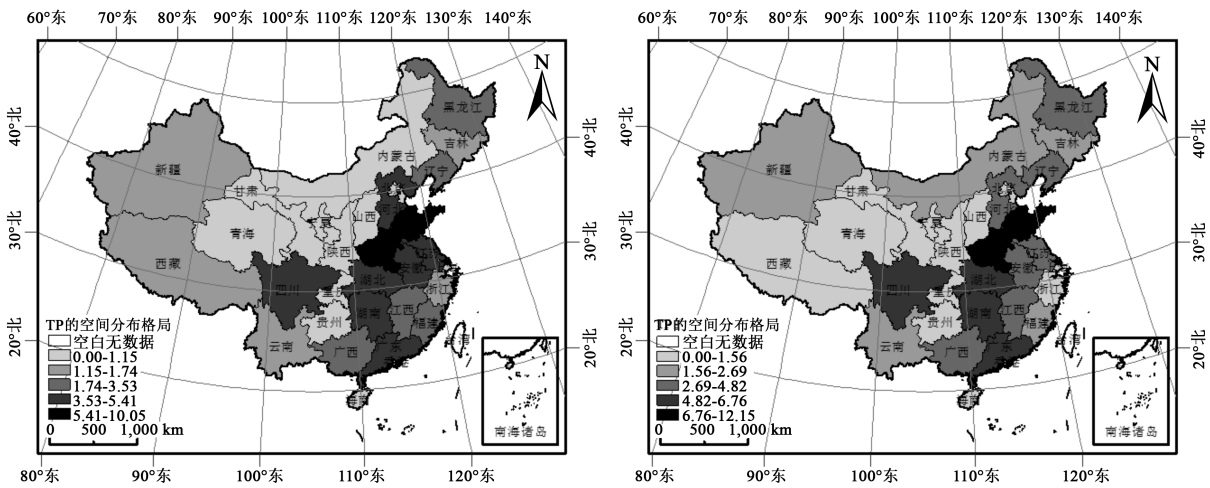 60°东 70°东 80°东 90°东 100°东 110°东 120°东 130°东 140°东
N
40°北
30°北
20°北
40°北
30°北
20°北
黑龙江
吉林
内蒙古
辽宁
新疆
甘肃
河北
山西
青海
陕西
西藏
安徽
四川
湖北
浙江
湖南
江西
贵州
福建
云南
广西
TP的空间分布格局
空白无数据
0.00-1.15
1.15-1.74
1.74-3.53
3.53-5.41
5.41-10.05
0 500 1,000 km
南海诸岛
80°东 90°东 100°东 110°东 120°东
60°东 70°东 80°东 90°东 100°东 110°东 120°东 130°东 140°东
N
40°北
30°北
20°北
40°北
30°北
20°北
黑龙江
吉林
内蒙古
辽宁
新疆
甘肃
河北
山西
青海
陕西
西藏
安徽
四川
湖北
浙江
湖南
江西
贵州
福建
云南
广西
TP的空间分布格局
空白无数据
0.00-1.56
1.56-2.69
2.69-4.82
4.82-6.76
6.76-12.15
0 500 1,000 km
南海诸岛
80°东 90°东 100°东 110°东 120°东